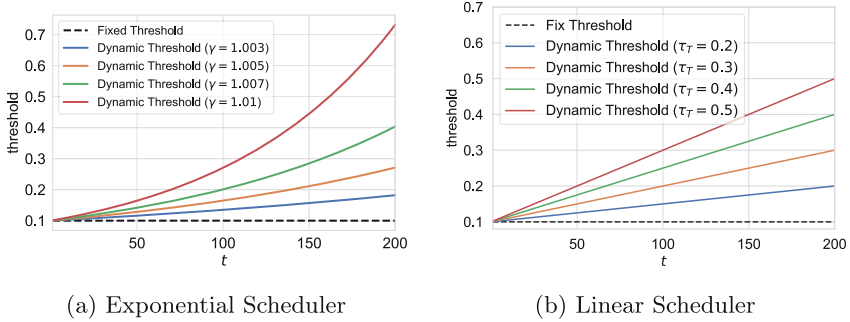 Fixed Threshold
Dynamic Threshold (γ = 1.003)
Dynamic Threshold (γ = 1.005)
Dynamic Threshold (γ = 1.007)
Dynamic Threshold (γ = 1.01)
0.7
0.6
0.5
0.4
0.3
0.2
0.1
threshold
50
100
150
200
t
(a) Exponential Scheduler
Fix Threshold
Dynamic Threshold (τ_T = 0.2)
Dynamic Threshold (τ_T = 0.3)
Dynamic Threshold (τ_T = 0.4)
Dynamic Threshold (τ_T = 0.5)
0.7
0.6
0.5
0.4
0.3
0.2
0.1
threshold
50
100
150
200
t
(b) Linear Scheduler